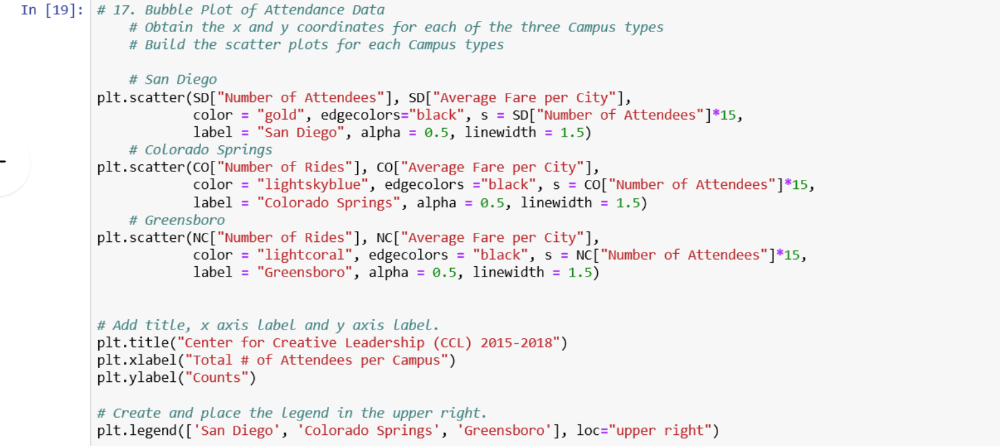 In [19]: # 17. Bubble Plot of Attendance Data
# Obtain the x and y coordinates for each of the three Campus types
# Build the scatter plots for each Campus types
# San Diego
plt.scatter(SD["Number of Attendees"], SD["Average Fare per City"],
color = "gold", edgecolors="black", s = SD["Number of Attendees"]*15,
label = "San Diego", alpha = 0.5, linewidth = 1.5)
# Colorado Springs
plt.scatter(CO["Number of Rides"], CO["Average Fare per City"],
color = "lightskyblue", edgecolors ="black", s = CO["Number of Attendees"]*15,
label = "Colorado Springs", alpha = 0.5, linewidth = 1.5)
# Greensboro
plt.scatter(NC["Number of Rides"], NC["Average Fare per City"],
color = "lightcoral", edgecolors = "black", s = NC["Number of Attendees"]*15,
label = "Greensboro", alpha = 0.5, linewidth = 1.5)
# Add title, x axis label and y axis label.
plt.title("Center for Creative Leadership (CCL) 2015-2018")
plt.xlabel("Total # of Attendees per Campus")
plt.ylabel("Counts")
# Create and place the legend in the upper right.
plt.legend(['San Diego', 'Colorado Springs', 'Greensboro'], loc="upper right")